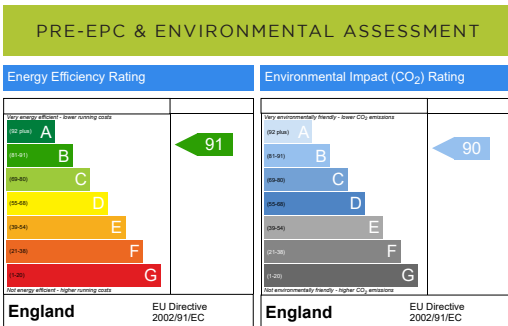 PRE-EPC & ENVIRONMENTAL ASSESSMENT
Energy Efficiency Rating
Very energy efficient - lower running costs
(92 plus) A
(81-91) B
91
(69-80) C
(55-68) D
(39-54) E
(21-38) F
(1-20) G
Not energy efficient - higher running costs
England
EU Directive
2002/91/EC
Environmental Impact (CO2) Rating
Very environmentally friendly - lower CO2 emissions
(92 plus) A
(81-91) B
90
(69-80) C
(55-68) D
(39-54) E
(21-38) F
(1-20) G
Not environmentally friendly - higher CO2 emissions
England
EU Directive
2002/91/EC